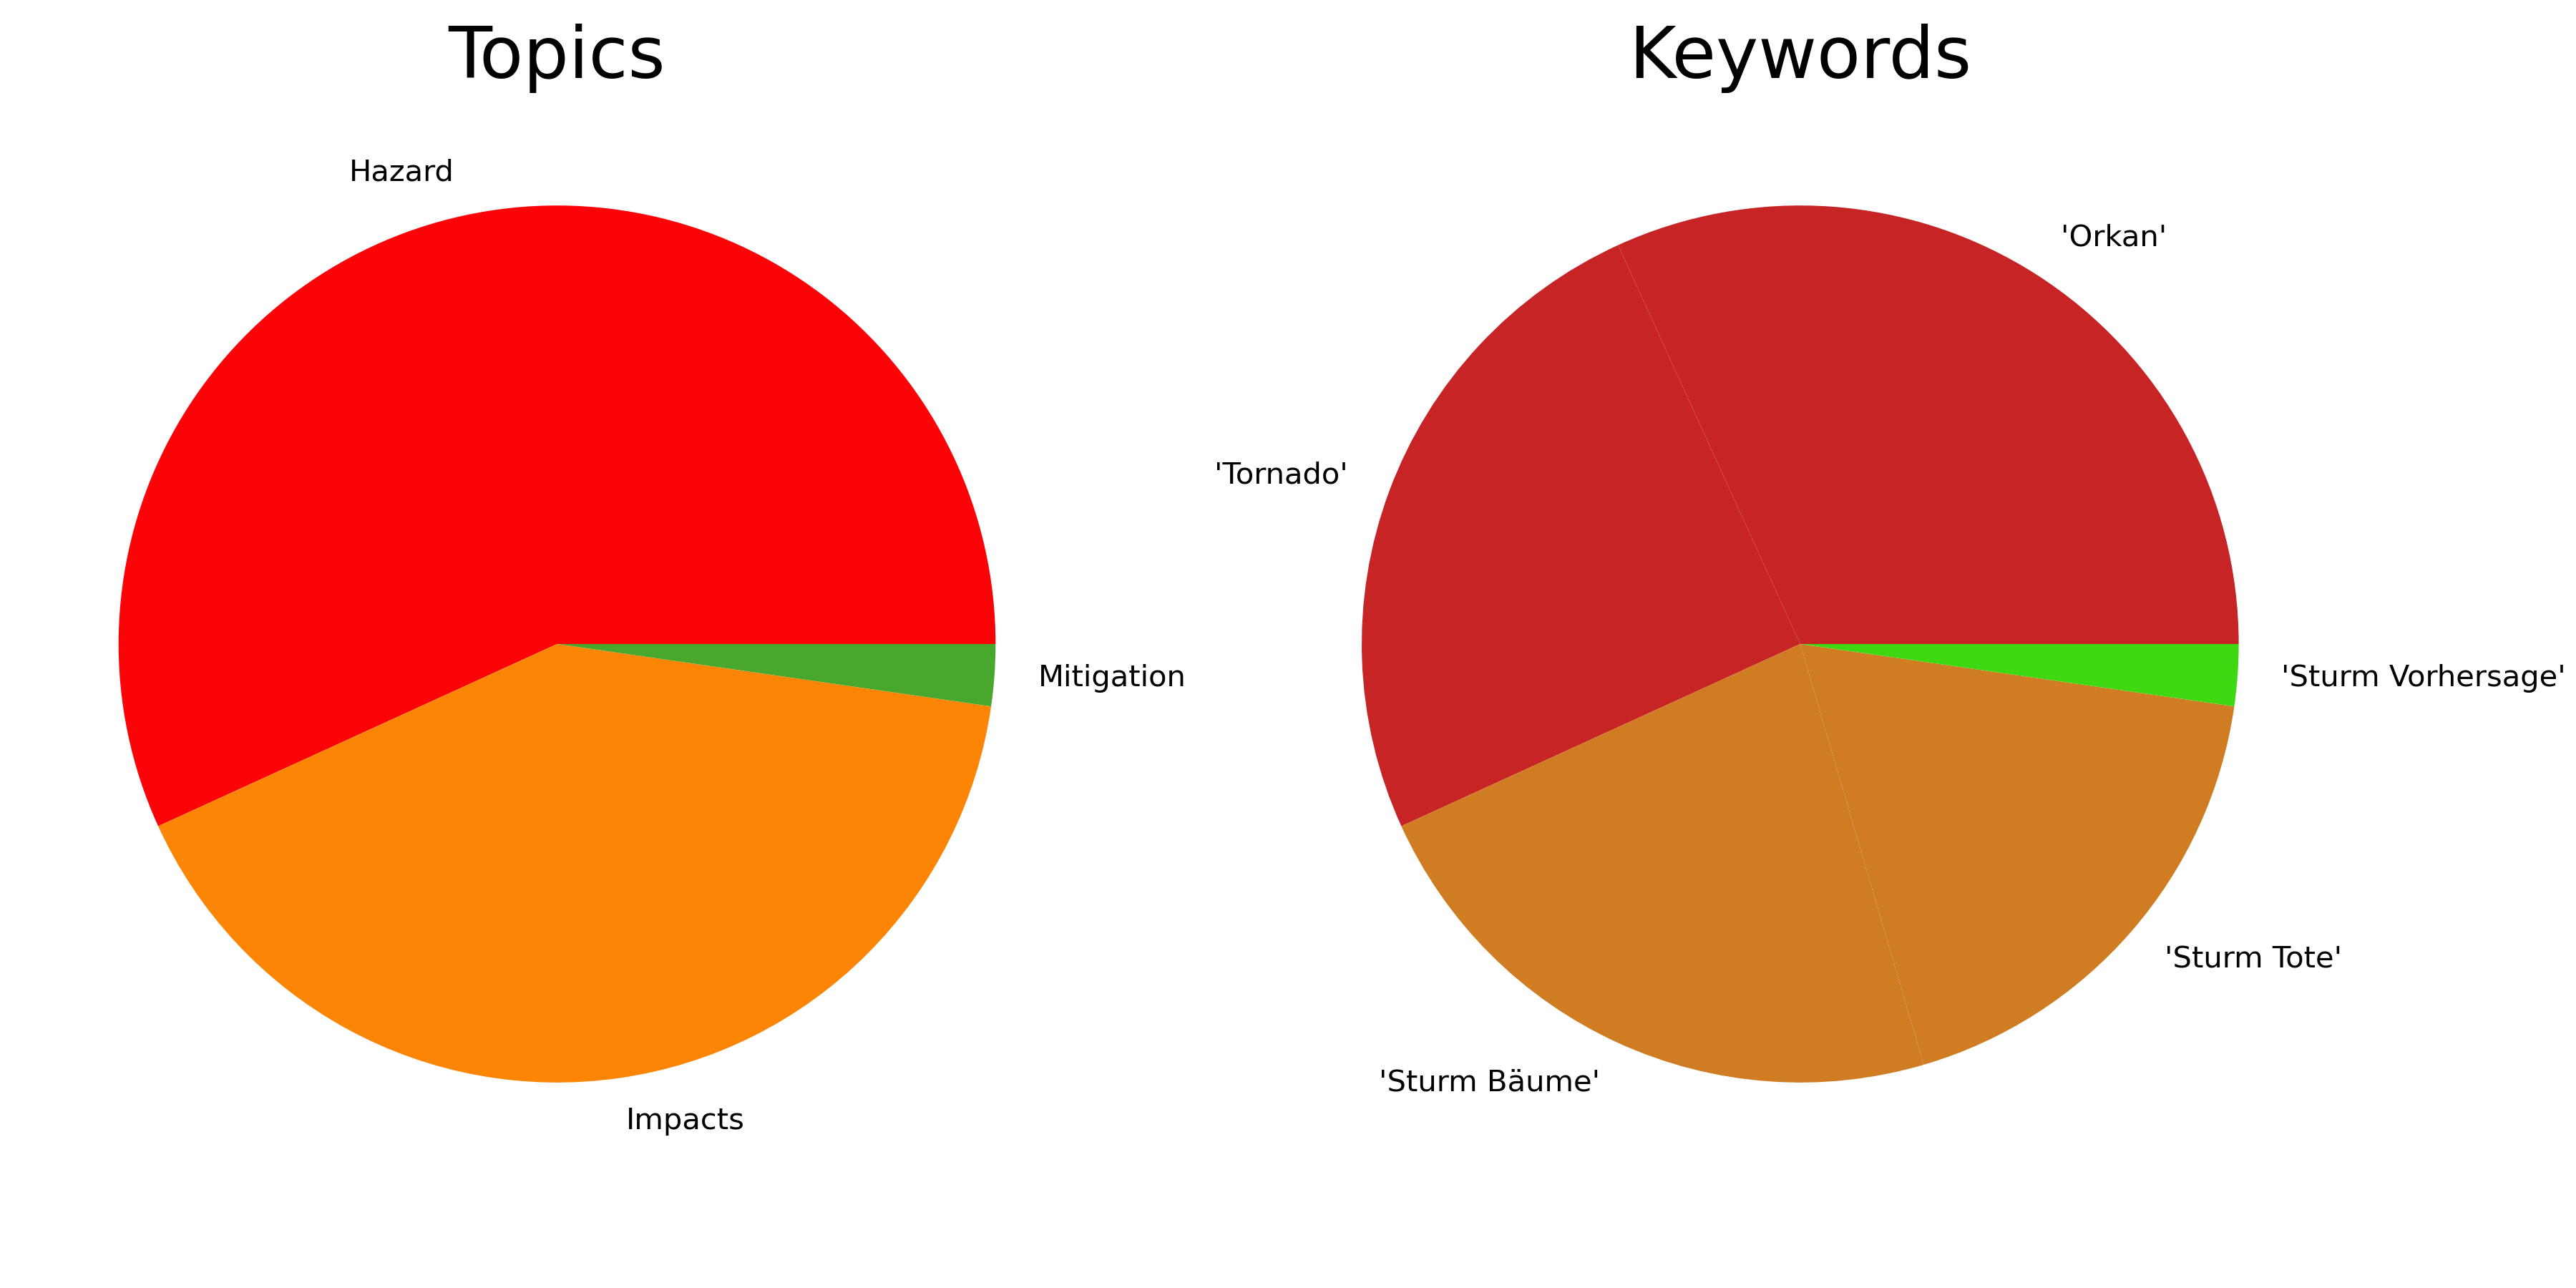 Topics
Hazard
Mitigation
Impacts
Keywords
'Orkan'
'Tornado'
'Sturm Vorhersage'
'Sturm Tote'
'Sturm Bäume'